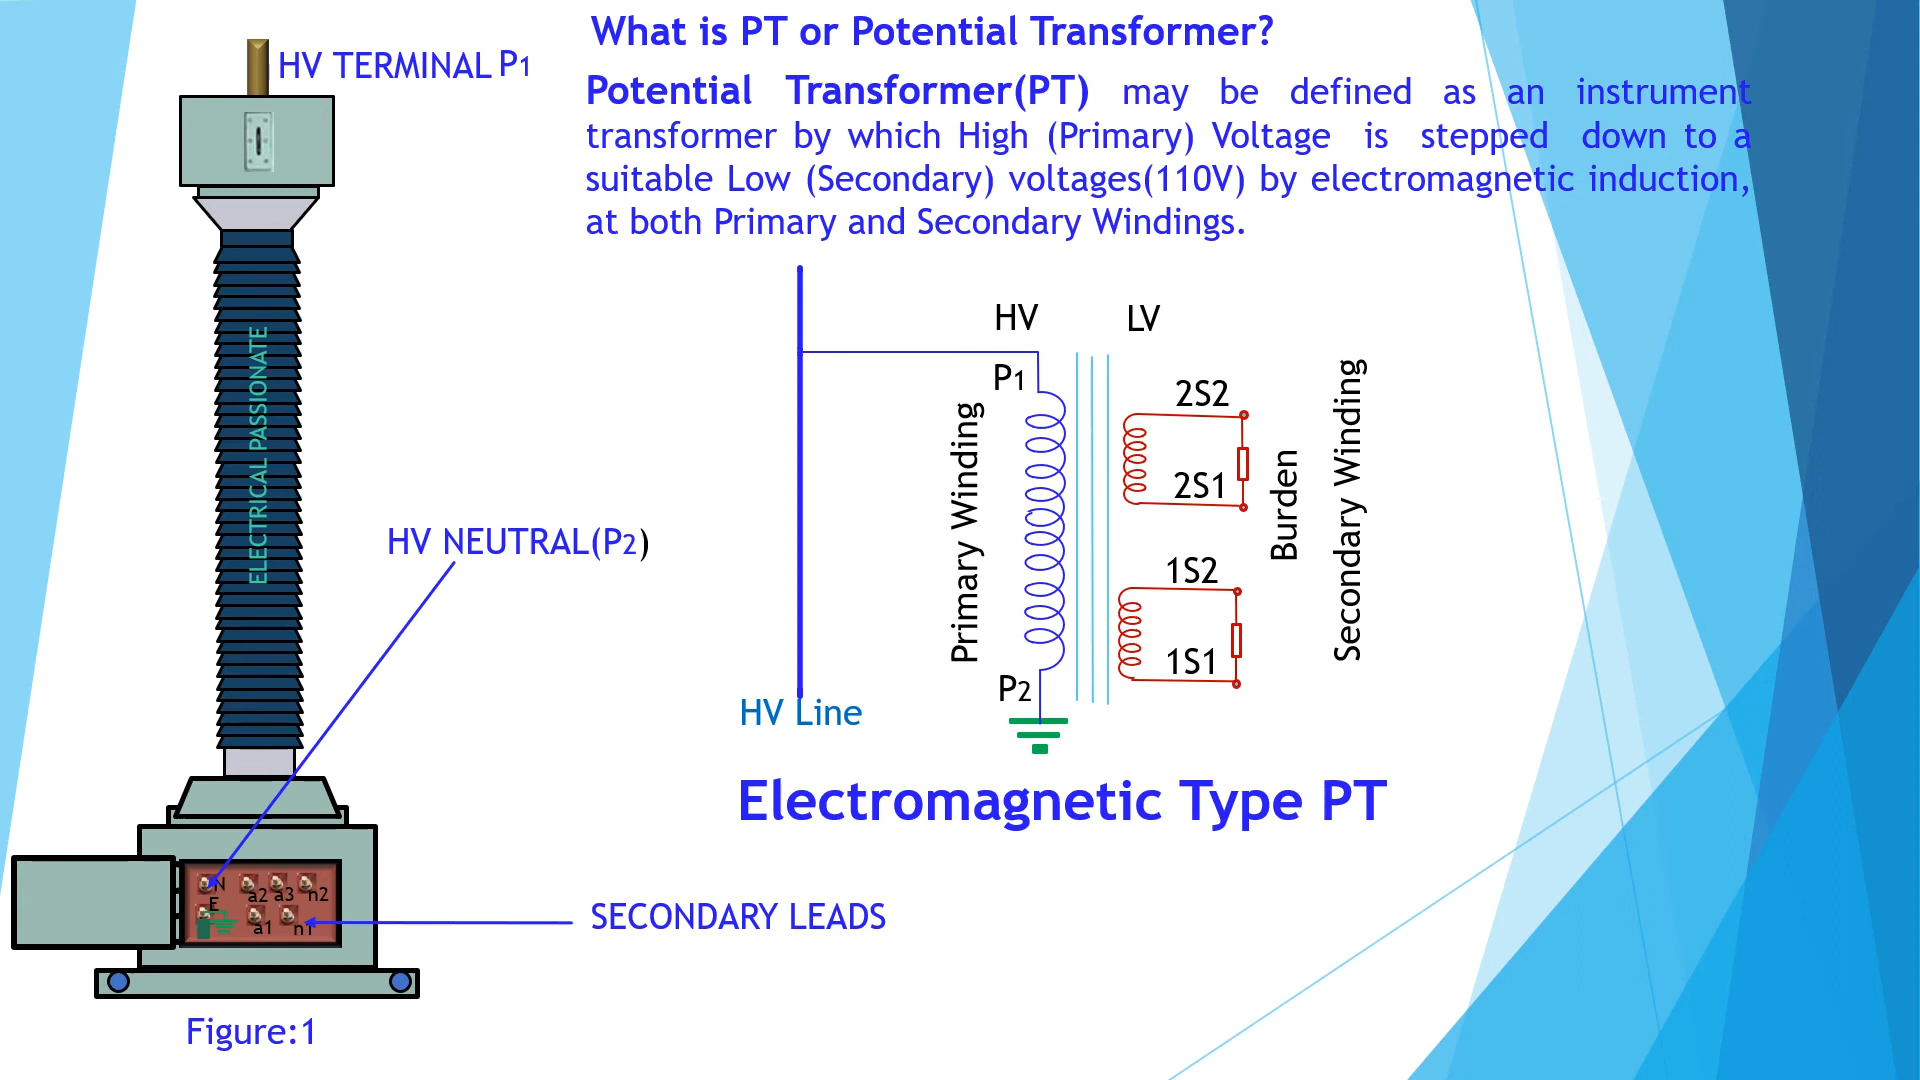 What is PT or Potential Transformer?
HV TERMINAL P1
Potential Transformer(PT) may be defined as an instrument
transformer by which High (Primary) Voltage is stepped down to a
suitable Low (Secondary) voltages(110V) by electromagnetic induction,
at both Primary and Secondary Windings.
ELECTRICAL PASSIONATE
HV NEUTRAL(P2)
HV
LV
P1
Primary Winding
P2
HV Line
2S2
2S1
1S2
1S1
Burden
Secondary Winding
Electromagnetic Type PT
N
a2
a3
n2
E
a1
n1
SECONDARY LEADS
Figure:1